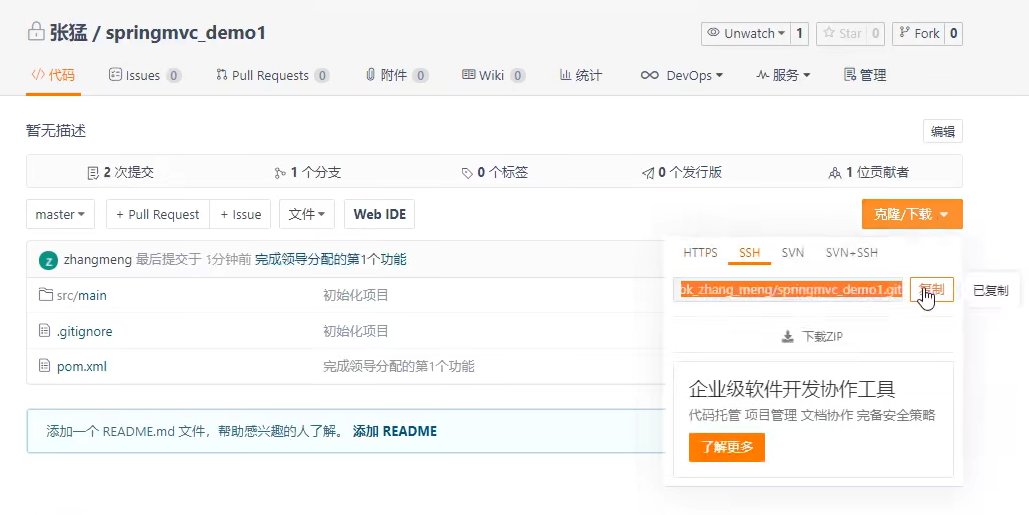 张猛 / springmvc_demo1
Unwatch 1 Star 0 Fork 0
代码 Issues 0 Pull Requests 0 附件 0 Wiki 0 统计 DevOps 服务 管理
暂无描述 编辑
2 次提交 1 个分支 0 个标签 0 个发行版 1 位贡献者
master + Pull Request + Issue 文件 Web IDE 克隆/下载
HTTPS SSH SVN SVN+SSH
z zhangmeng 最后提交于 1分钟前 完成领导分配的第1个功能
ok_zhang_meng/springmvc_demo1.git 复制 已复制
src/main 初始化项目
.gitignore 初始化项目
下载ZIP
pom.xml 完成领导分配的第1个功能
企业级软件开发协作工具
代码托管 项目管理 文档协作 完备安全策略
添加一个 README.md 文件，帮助感兴趣的人了解。 添加 README
了解更多